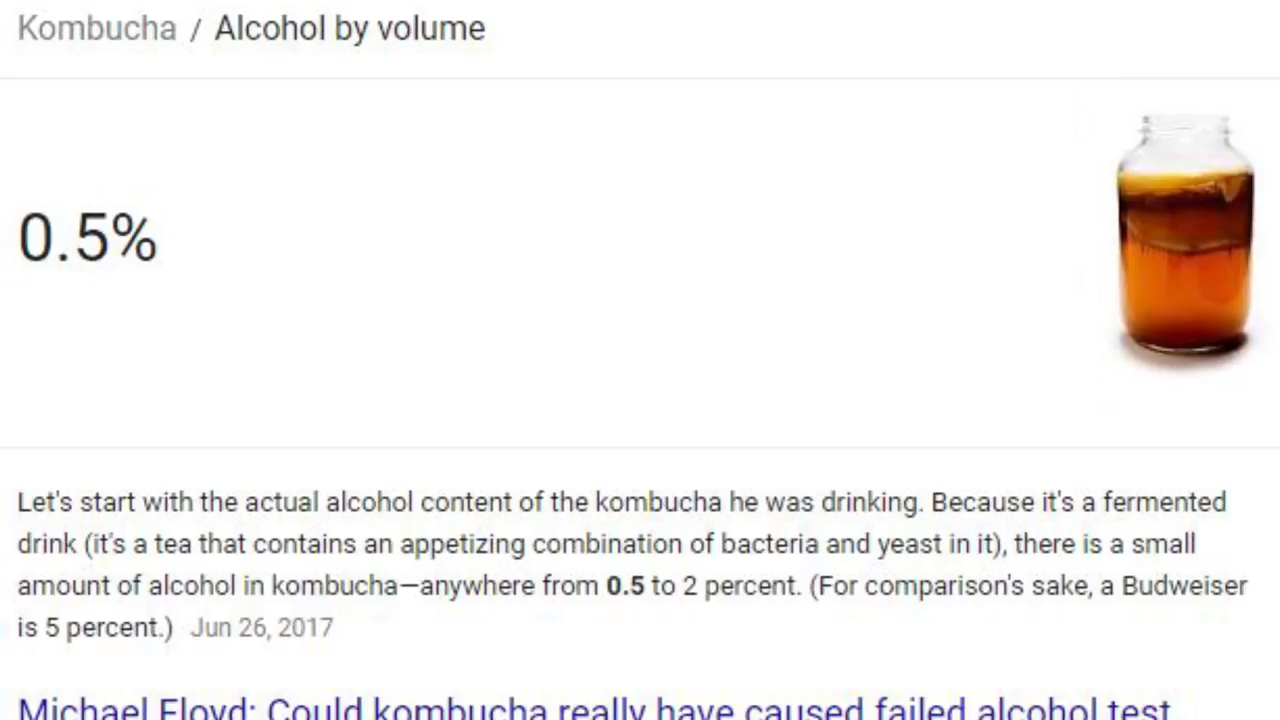 Kombucha / Alcohol by volume
0.5%
Let's start with the actual alcohol content of the kombucha he was drinking. Because it's a fermented
drink (it's a tea that contains an appetizing combination of bacteria and yeast in it), there is a small
amount of alcohol in kombucha—anywhere from 0.5 to 2 percent. (For comparison's sake, a Budweiser
is 5 percent.) Jun 26, 2017
Michael Floyd: Could kombucha really have caused failed alcohol test